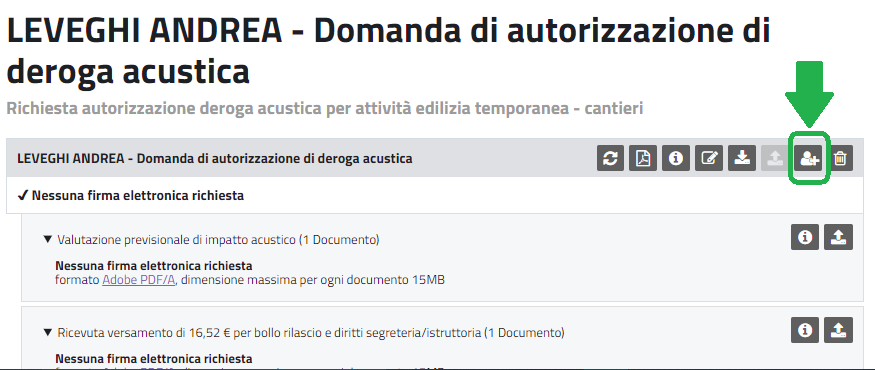 LEVEGHI ANDREA - Domanda di autorizzazione di
deroga acustica
Richiesta autorizzazione deroga acustica per attività edilizia temporanea - cantieri
LEVEGHI ANDREA - Domanda di autorizzazione di deroga acustica
✔ Nessuna firma elettronica richiesta
▼ Valutazione previsionale di impatto acustico (1 Documento)
Nessuna firma elettronica richiesta
formato Adobe PDF/A, dimensione massima per ogni documento 15MB
▼ Ricevuta versamento di 16,52 € per bollo rilascio e diritti segreteria/istruttoria (1 Documento)
Nessuna firma elettronica richiesta